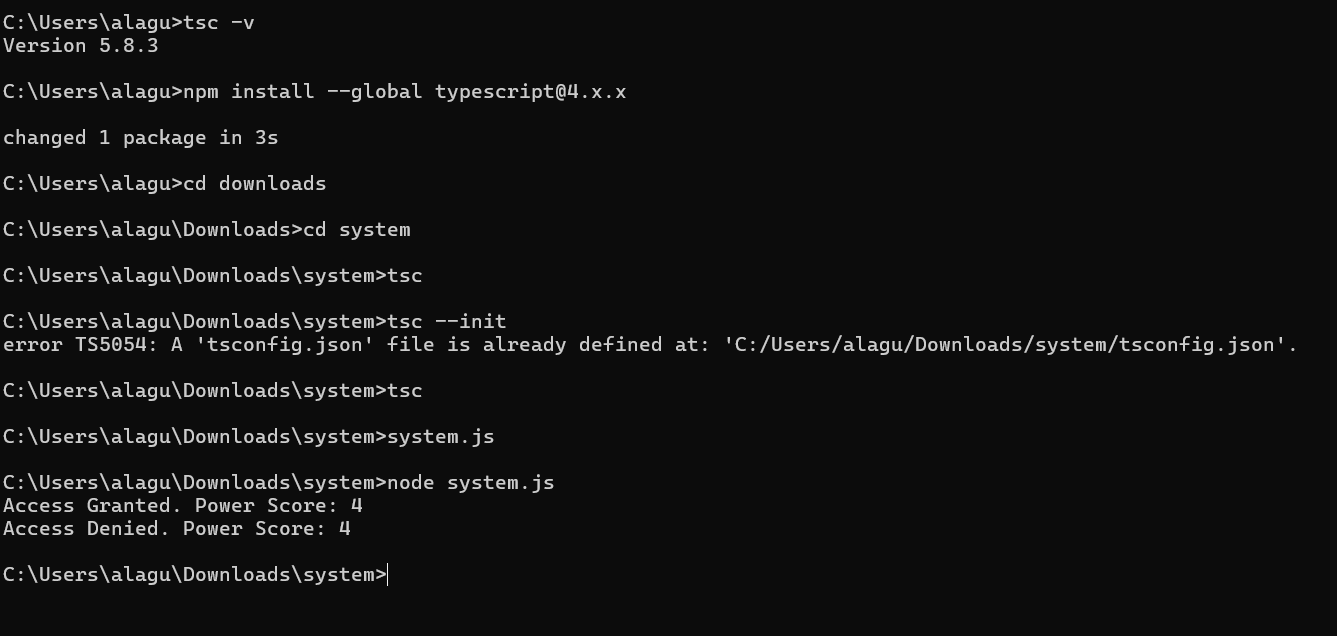 C:\Users\alagu>tsc -v
Version 5.8.3
C:\Users\alagu>npm install --global typescript@4.x.x
changed 1 package in 3s
C:\Users\alagu>cd downloads
C:\Users\alagu\Downloads>cd system
C:\Users\alagu\Downloads\system>tsc
C:\Users\alagu\Downloads\system>tsc --init
error TS5054: A 'tsconfig.json' file is already defined at: 'C:/Users/alagu/Downloads/system/tsconfig.json'.
C:\Users\alagu\Downloads\system>tsc
C:\Users\alagu\Downloads\system>system.js
C:\Users\alagu\Downloads\system>node system.js
Access Granted. Power Score: 4
Access Denied. Power Score: 4
C:\Users\alagu\Downloads\system>